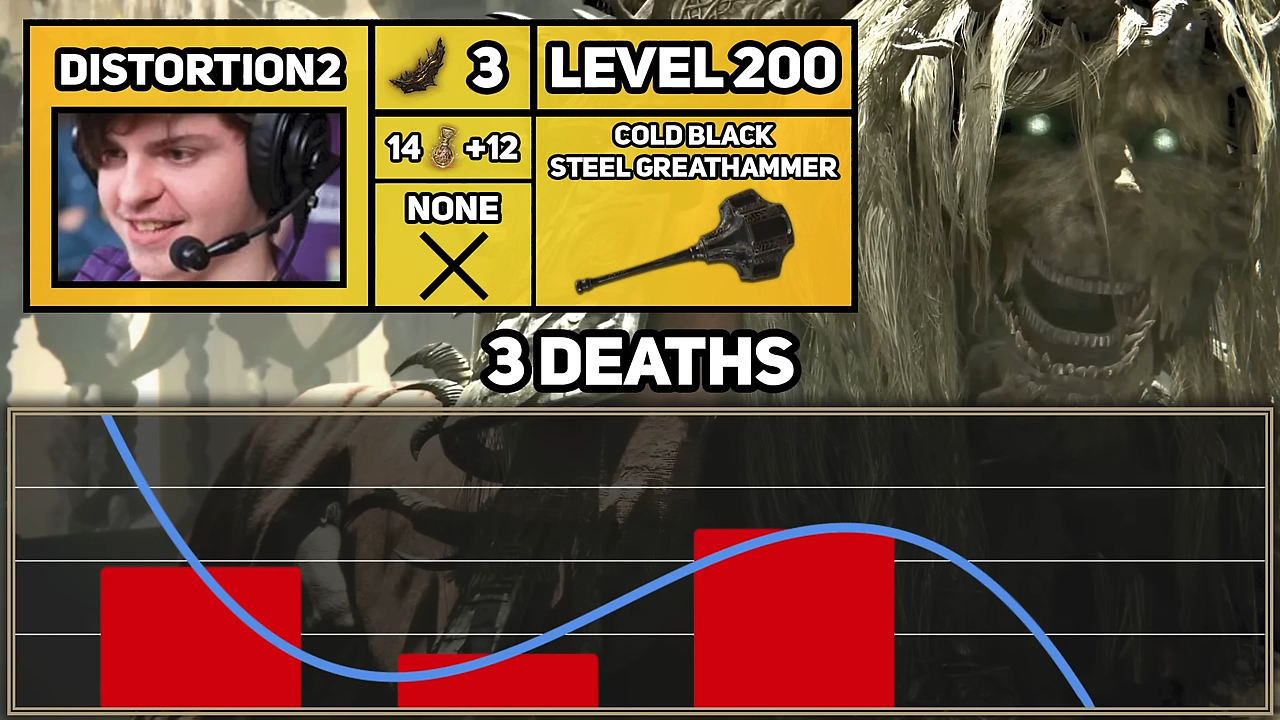 DISTORTION2
3
LEVEL 200
14 +12
COLD BLACK
STEEL GREATHAMMER
NONE
3 DEATHS